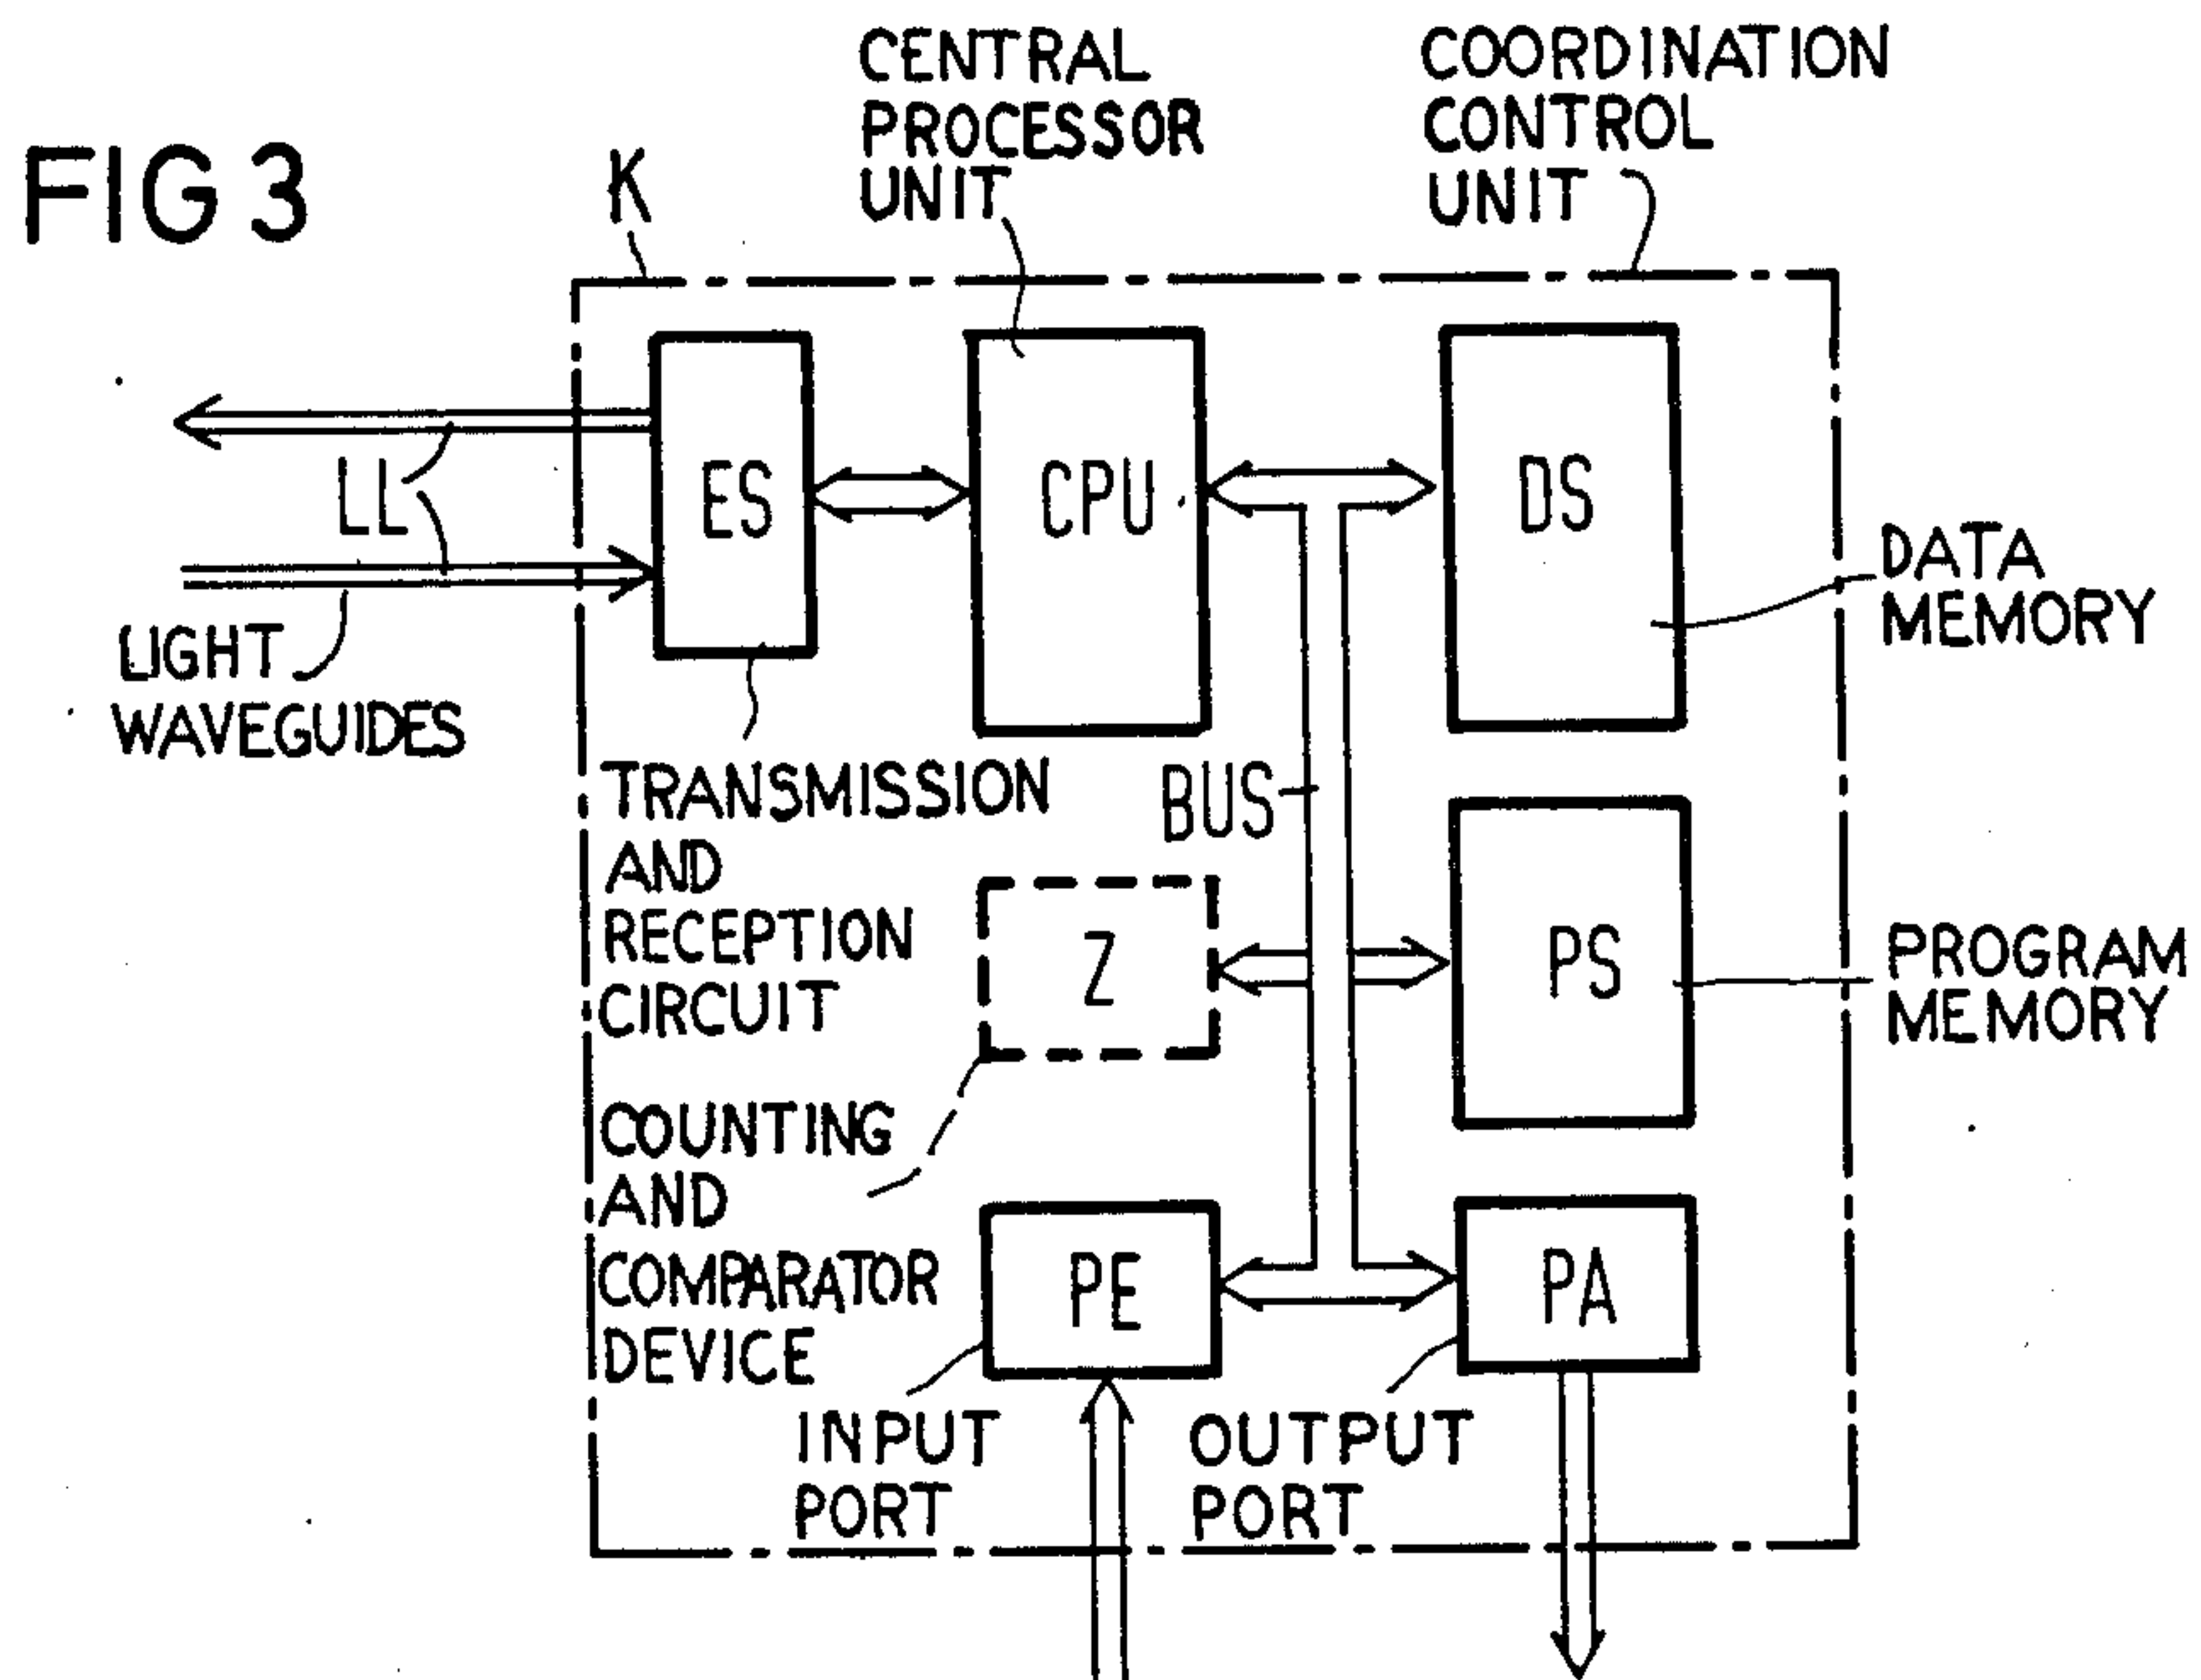 FIG 3
K
CENTRAL
PROCESSOR
UNIT
COORDINATION
CONTROL
UNIT
LL
ES
CPU
DS
LIGHT
WAVEGUIDES
DATA
MEMORY
TRANSMISSION
AND
RECEPTION
CIRCUIT
BUS
Z
PS
PROGRAM
MEMORY
COUNTING
AND
COMPARATOR
DEVICE
PE
PA
INPUT
PORT
OUTPUT
PORT